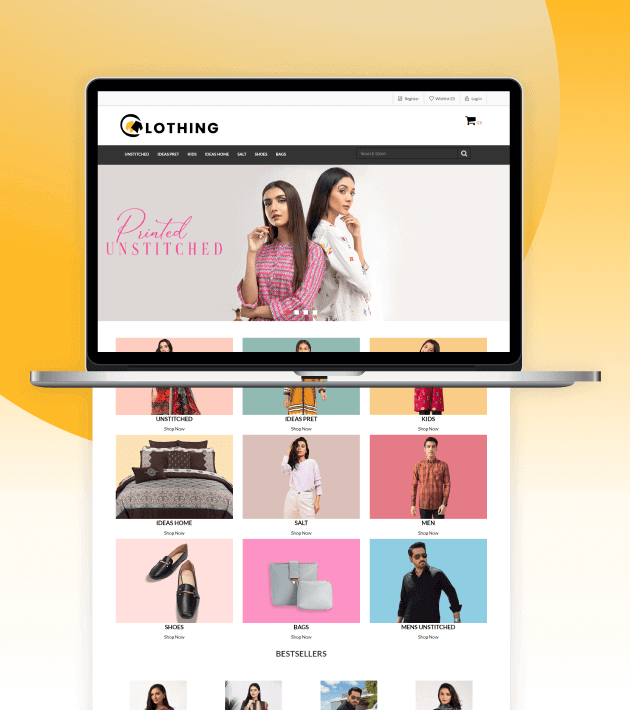 Register Wishlist (0) Log in
CLOTHING
UNSTITCHED IDEAS PRET KIDS IDEAS HOME SALT SHOES BAGS Search store
Printed
UNSTITCHED
UNSTITCHED IDEAS PRET KIDS
Shop Now Shop Now Shop Now
IDEAS HOME SALT MEN
Shop Now Shop Now Shop Now
SHOES BAGS MENS UNSTITCHED
Shop Now Shop Now Shop Now
BESTSELLERS